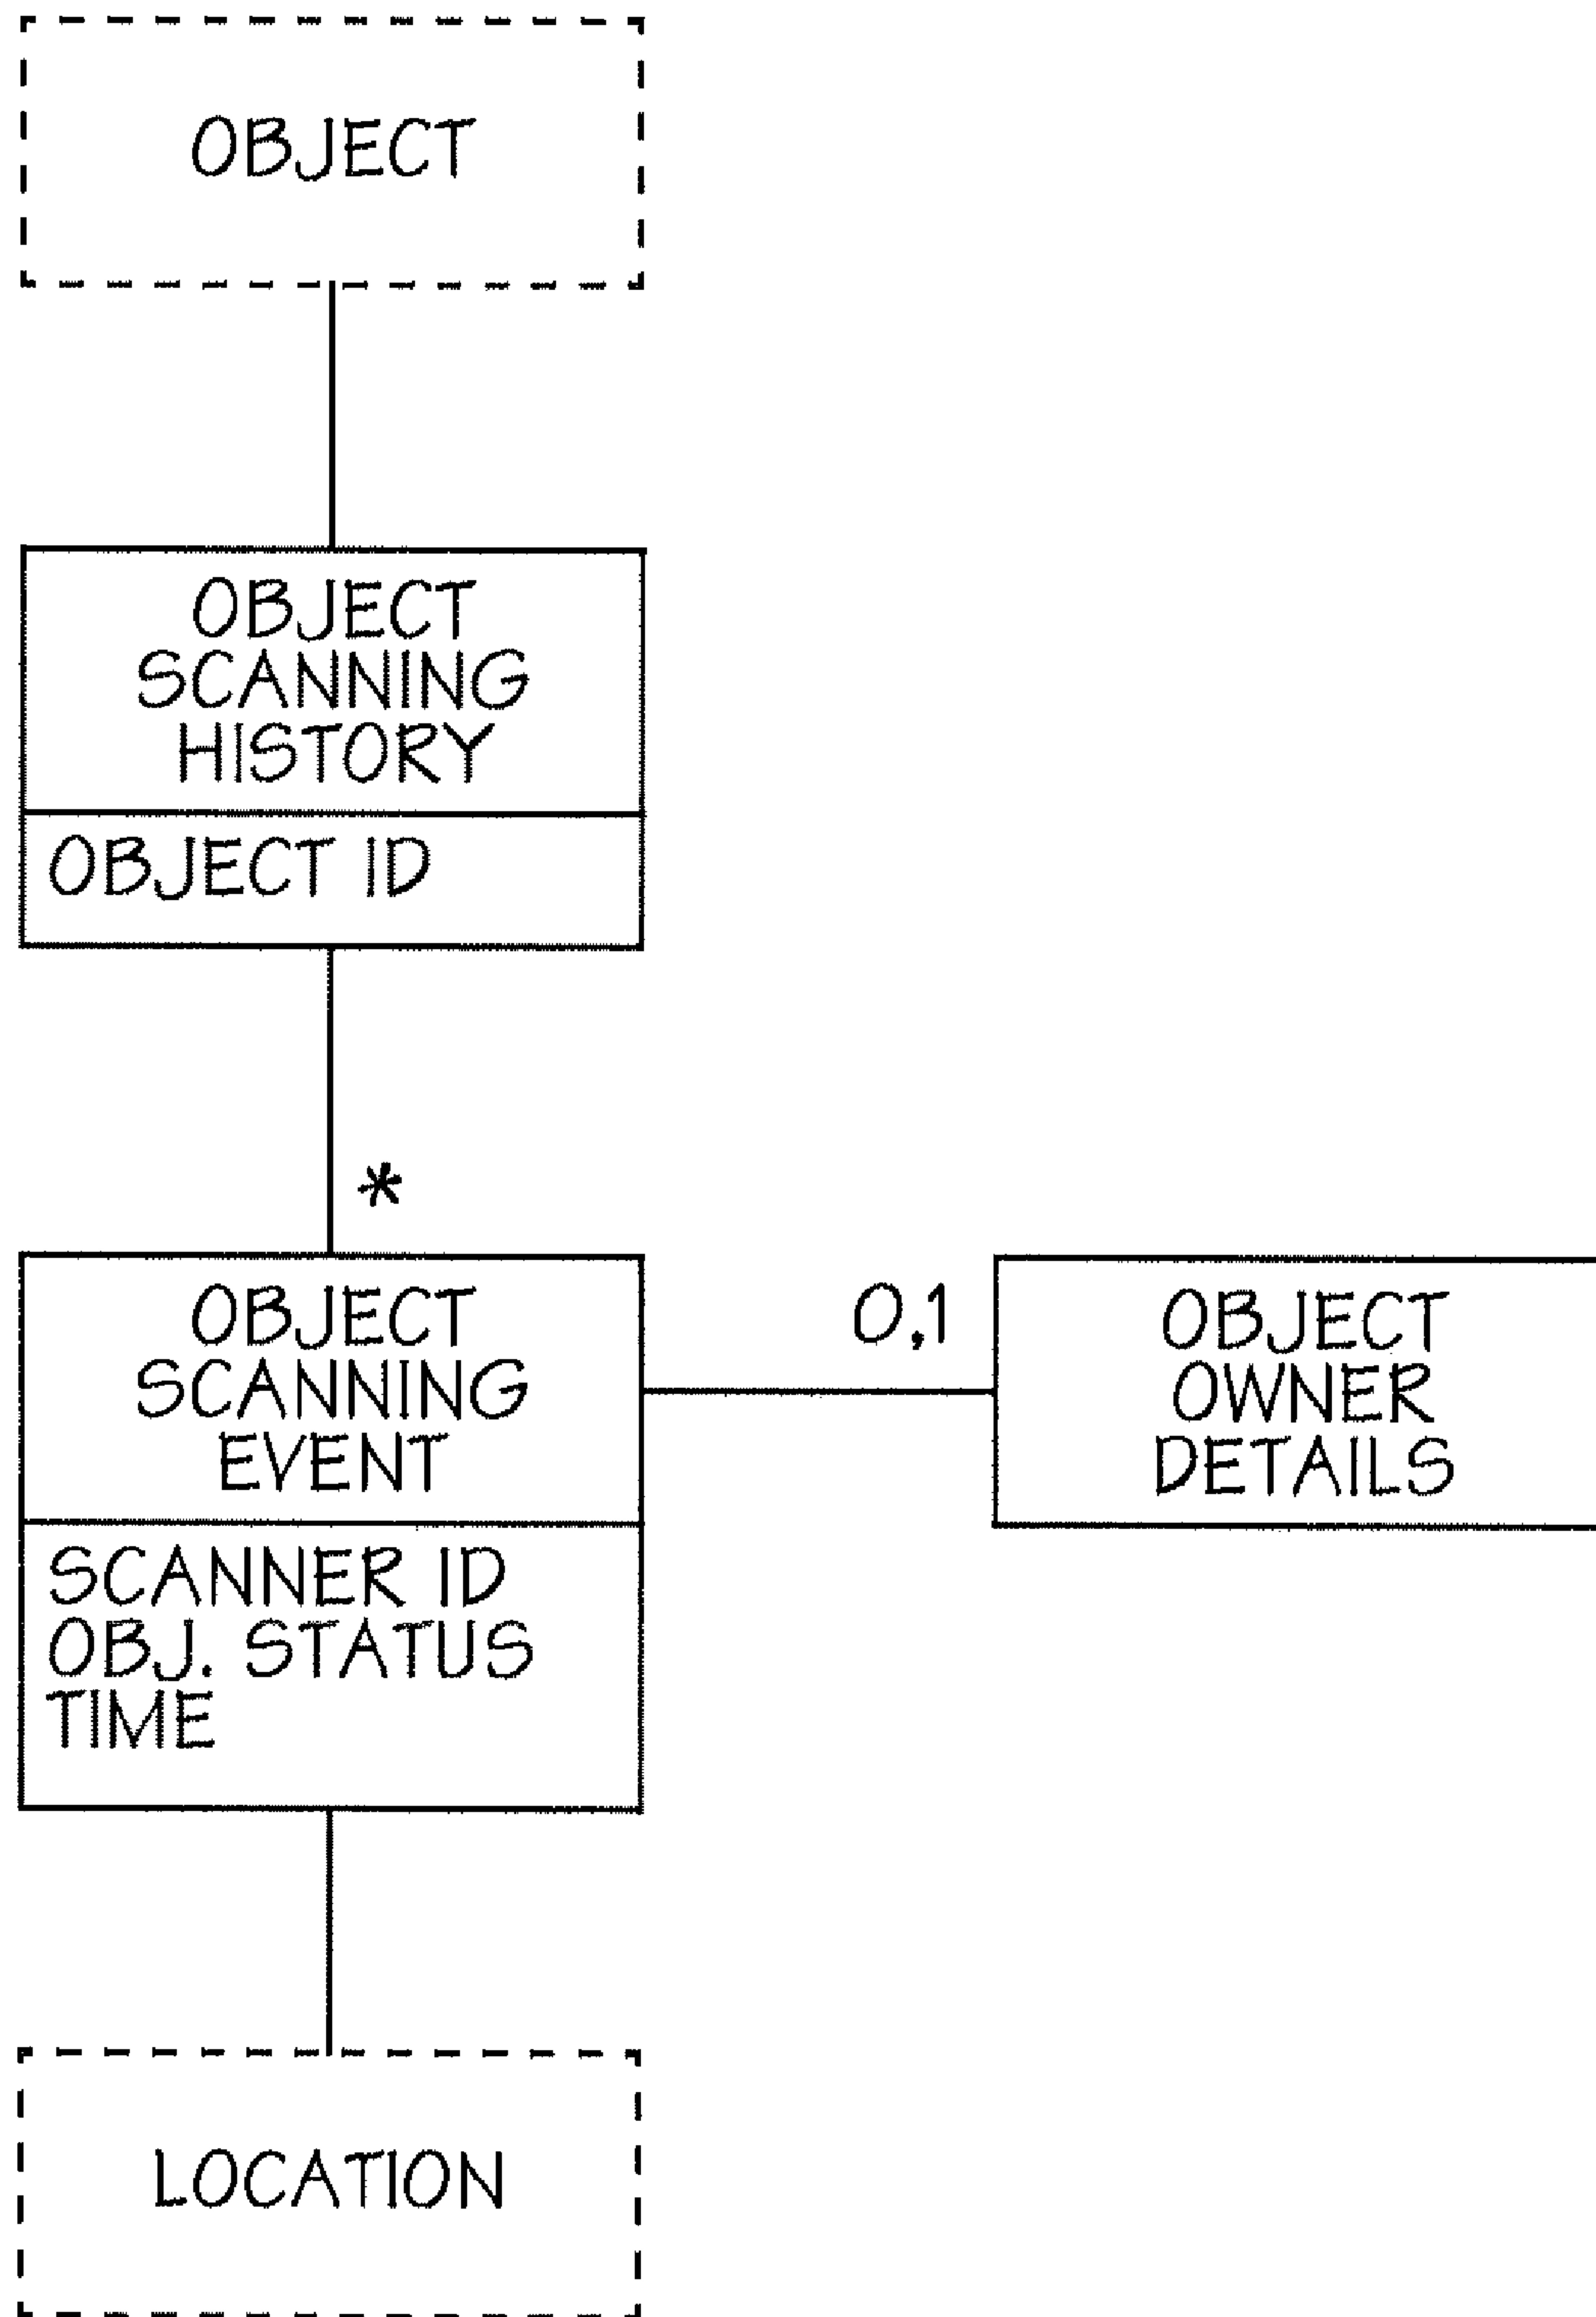 OBJECT
OBJECT
SCANNING
HISTORY
OBJECT ID
*
OBJECT
SCANNING
EVENT
SCANNER ID
OBJ. STATUS
TIME
0,1
OBJECT
OWNER
DETAILS
LOCATION